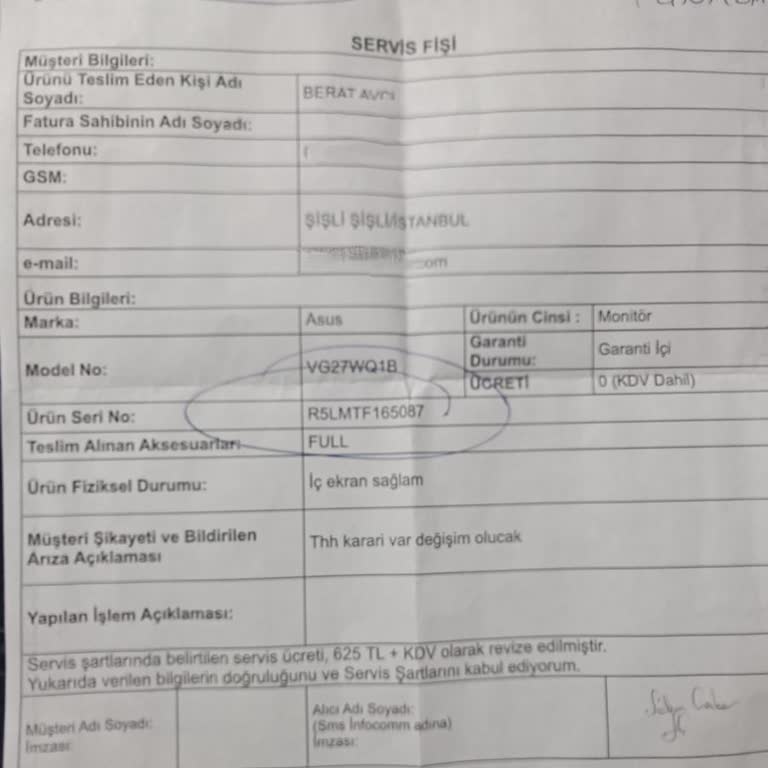 SERVİS FİŞİ
Müşteri Bilgileri:
Ürünü Teslim Eden Kişi Adı
Soyadı:
BERAT AVCI
Fatura Sahibinin Adı Soyadı:
Telefonu:
GSM:
Adresi:
ŞİŞLİ ŞİŞLİ/İSTANBUL
e-mail:
.com
Ürün Bilgileri:
Marka:
Asus
Ürünün Cinsi :
Monitör
Model No:
VG27WQ1B
Garanti
Durumu:
Garanti İçi
ÜCRETİ
0 (KDV Dahil)
Ürün Seri No:
R5LMTF165087
Teslim Alınan Aksesuarlar:
FULL
Ürün Fiziksel Durumu:
İç ekran sağlam
Müşteri Şikayeti ve Bildirilen
Arıza Açıklaması
Thh karari var değişim olucak
Yapılan İşlem Açıklaması:
Servis şartlarında belirtilen servis ücreti, 625 TL + KDV olarak revize edilmiştir.
Yukarıda verilen bilgilerin doğruluğunu ve Servis Şartlarını kabul ediyorum.
Müşteri Adı Soyadı:
İmzası:
Alıcı Adı Soyadı:
(Sms İnfocomm adına)
İmzası: